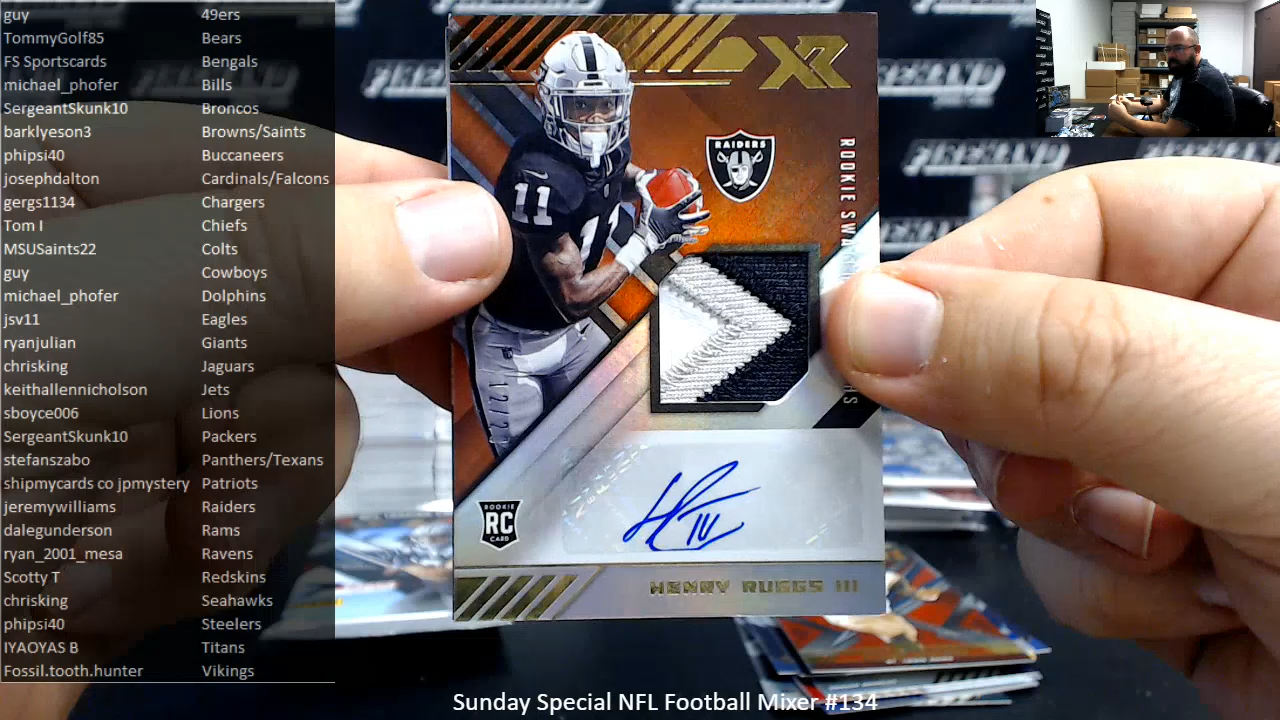 guy 49ers
TommyGolf85 Bears
FS Sportscards Bengals
michael_phofer Bills
SergeantSkunk10 Broncos
barklyeson3 Browns/Saints
phipsi40 Buccaneers
josephdalton Cardinals/Falcons
gergs1134 Chargers
Tom I Chiefs
MSUSaints22 Colts
guy Cowboys
michael_phofer Dolphins
jsv11 Eagles
ryanjulian Giants
chrisking Jaguars
keithallennicholson Jets
sboyce006 Lions
SergeantSkunk10 Packers
stefanszabo Panthers/Texans
shipmycards co jpmystery Patriots
jeremywilliams Raiders
dalegunderson Rams
ryan_2001_mesa Ravens
Scotty T Redskins
chrisking Seahawks
phipsi40 Steelers
IYAOYAS B Titans
Fossil.tooth.hunter Vikings
XR
RAIDERS
ROOKIE
11
11
ROOKIE
RC
CARD
HENRY RUGGS III
Sunday Special NFL Football Mixer #134